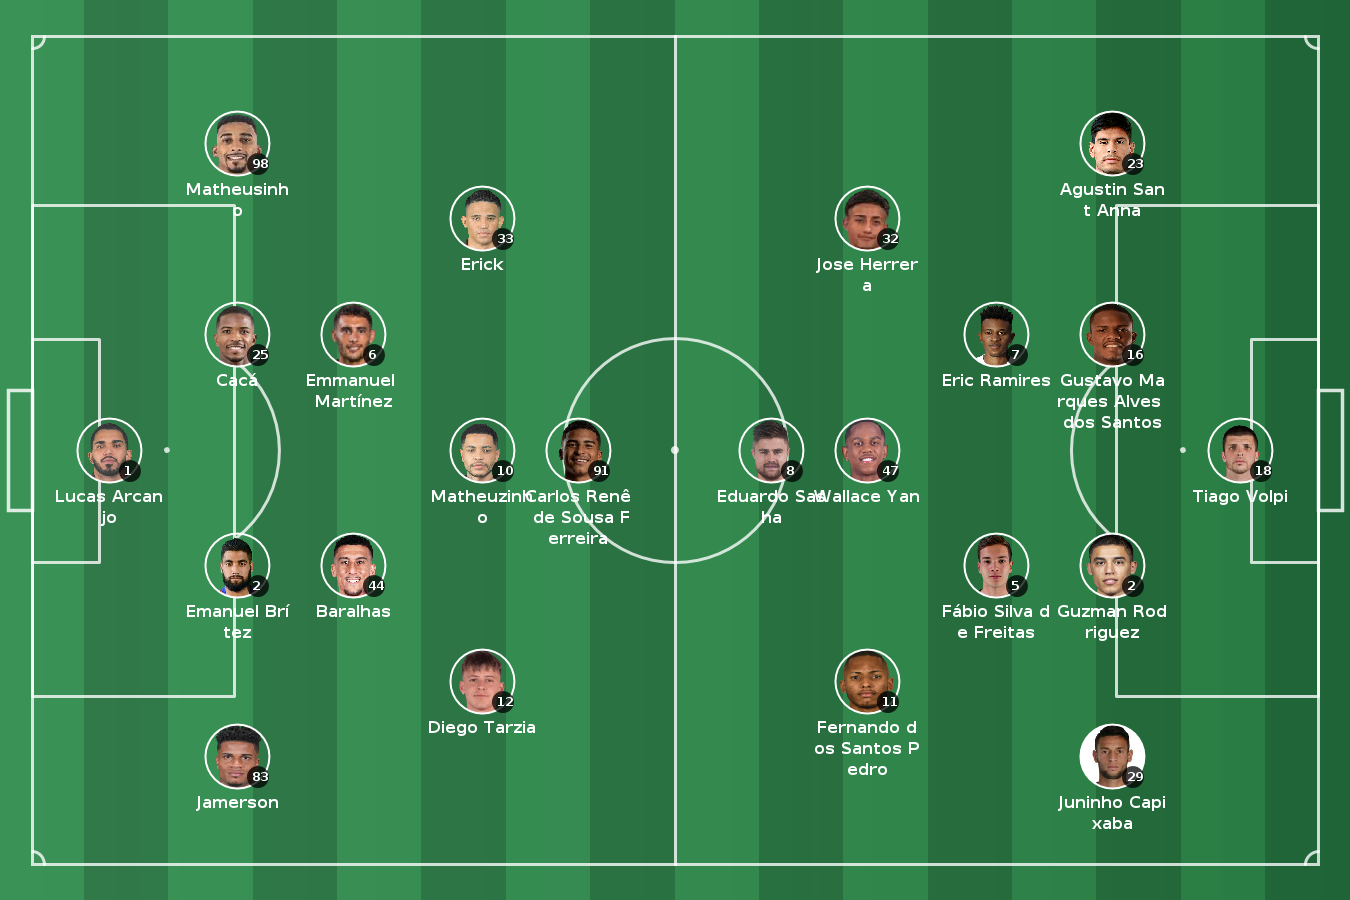 98
Matheusinh
o
23
Agustin San
t Anna
33
Erick
32
Jose Herrer
a
25
Cacá
6
Emmanuel
Martínez
7
Eric Ramires
16
Gustavo Ma
rques Alves
dos Santos
1
Lucas Arcan
jo
10
Matheuzinh
o
91
Carlos Renê
de Sousa F
erreira
8
Eduardo Sas
ha
47
Wallace Yan
18
Tiago Volpi
2
Emanuel Brí
tez
44
Baralhas
5
Fábio Silva d
e Freitas
2
Guzman Rod
riguez
12
Diego Tarzia
11
Fernando d
os Santos P
edro
83
Jamerson
29
Juninho Capi
xaba